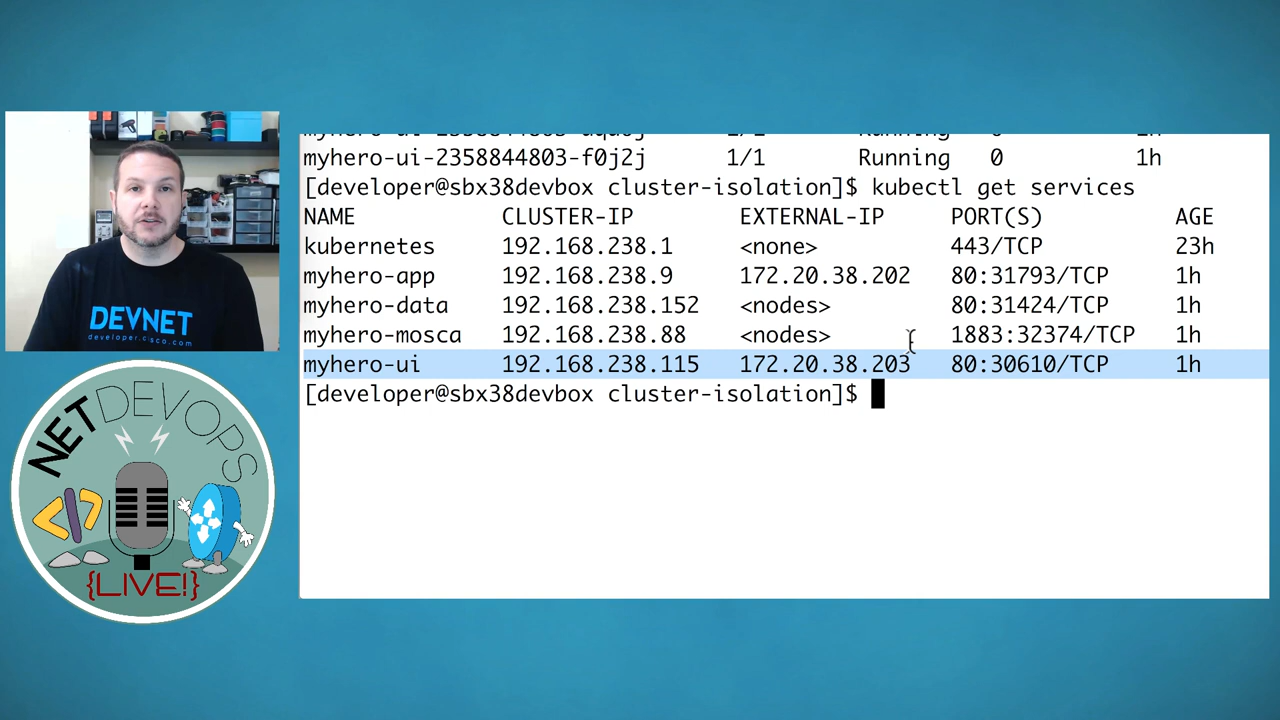 myhero-ui-2358844803-f0j2j 1/1 Running 0 1h
[developer@sbx38devbox cluster-isolation]$ kubectl get services
NAME CLUSTER-IP EXTERNAL-IP PORT(S) AGE
kubernetes 192.168.238.1 <none> 443/TCP 23h
myhero-app 192.168.238.9 172.20.38.202 80:31793/TCP 1h
myhero-data 192.168.238.152 <nodes> 80:31424/TCP 1h
myhero-mosca 192.168.238.88 <nodes> 1883:32374/TCP 1h
myhero-ui 192.168.238.115 172.20.38.203 80:30610/TCP 1h
[developer@sbx38devbox cluster-isolation]$
DEVNET
developer.cisco.com
NETDEVOPS
</>
{LIVE!}